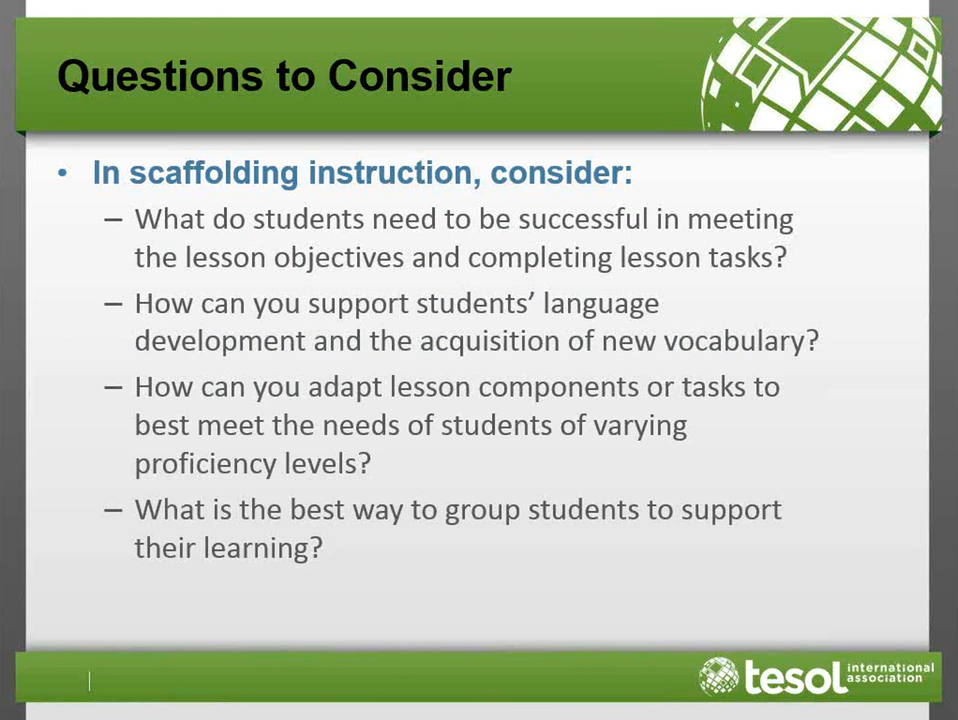 Questions to Consider
• In scaffolding instruction, consider:
– What do students need to be successful in meeting
the lesson objectives and completing lesson tasks?
– How can you support students’ language
development and the acquisition of new vocabulary?
– How can you adapt lesson components or tasks to
best meet the needs of students of varying
proficiency levels?
– What is the best way to group students to support
their learning?
tesol international
association